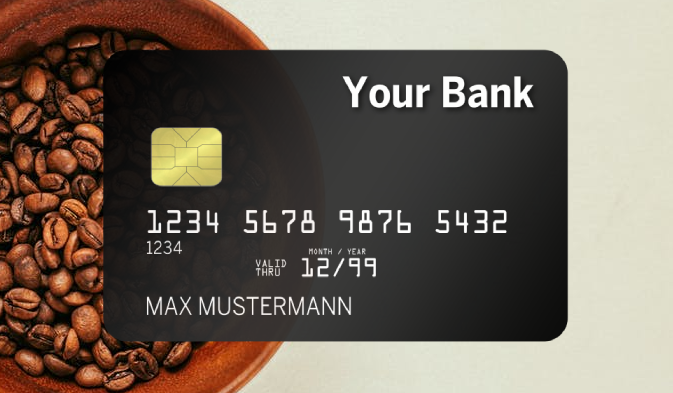 Your Bank
1234 5678 9876 5432
1234
MONTH / YEAR
VALID THRU 12/99
MAX MUSTERMANN